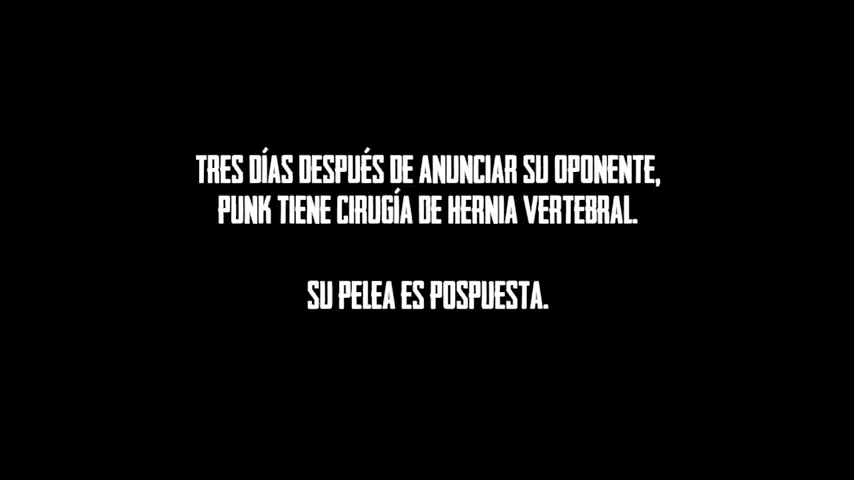 TRES DÍAS DESPUÉS DE ANUNCIAR SU OPONENTE,
PUNK TIENE CIRUGÍA DE HERNIA VERTEBRAL.
SU PELEA ES POSPUESTA.